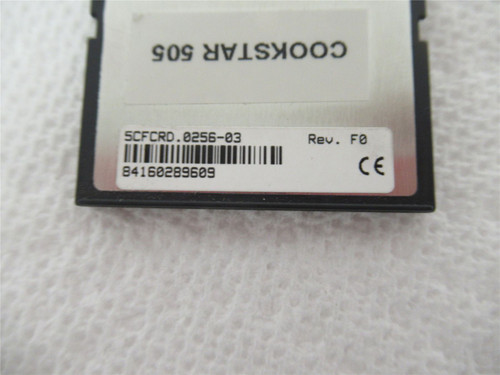 COOKSTAR 505
5CFCRD.0256-03
Rev. F0
84160289609
CE